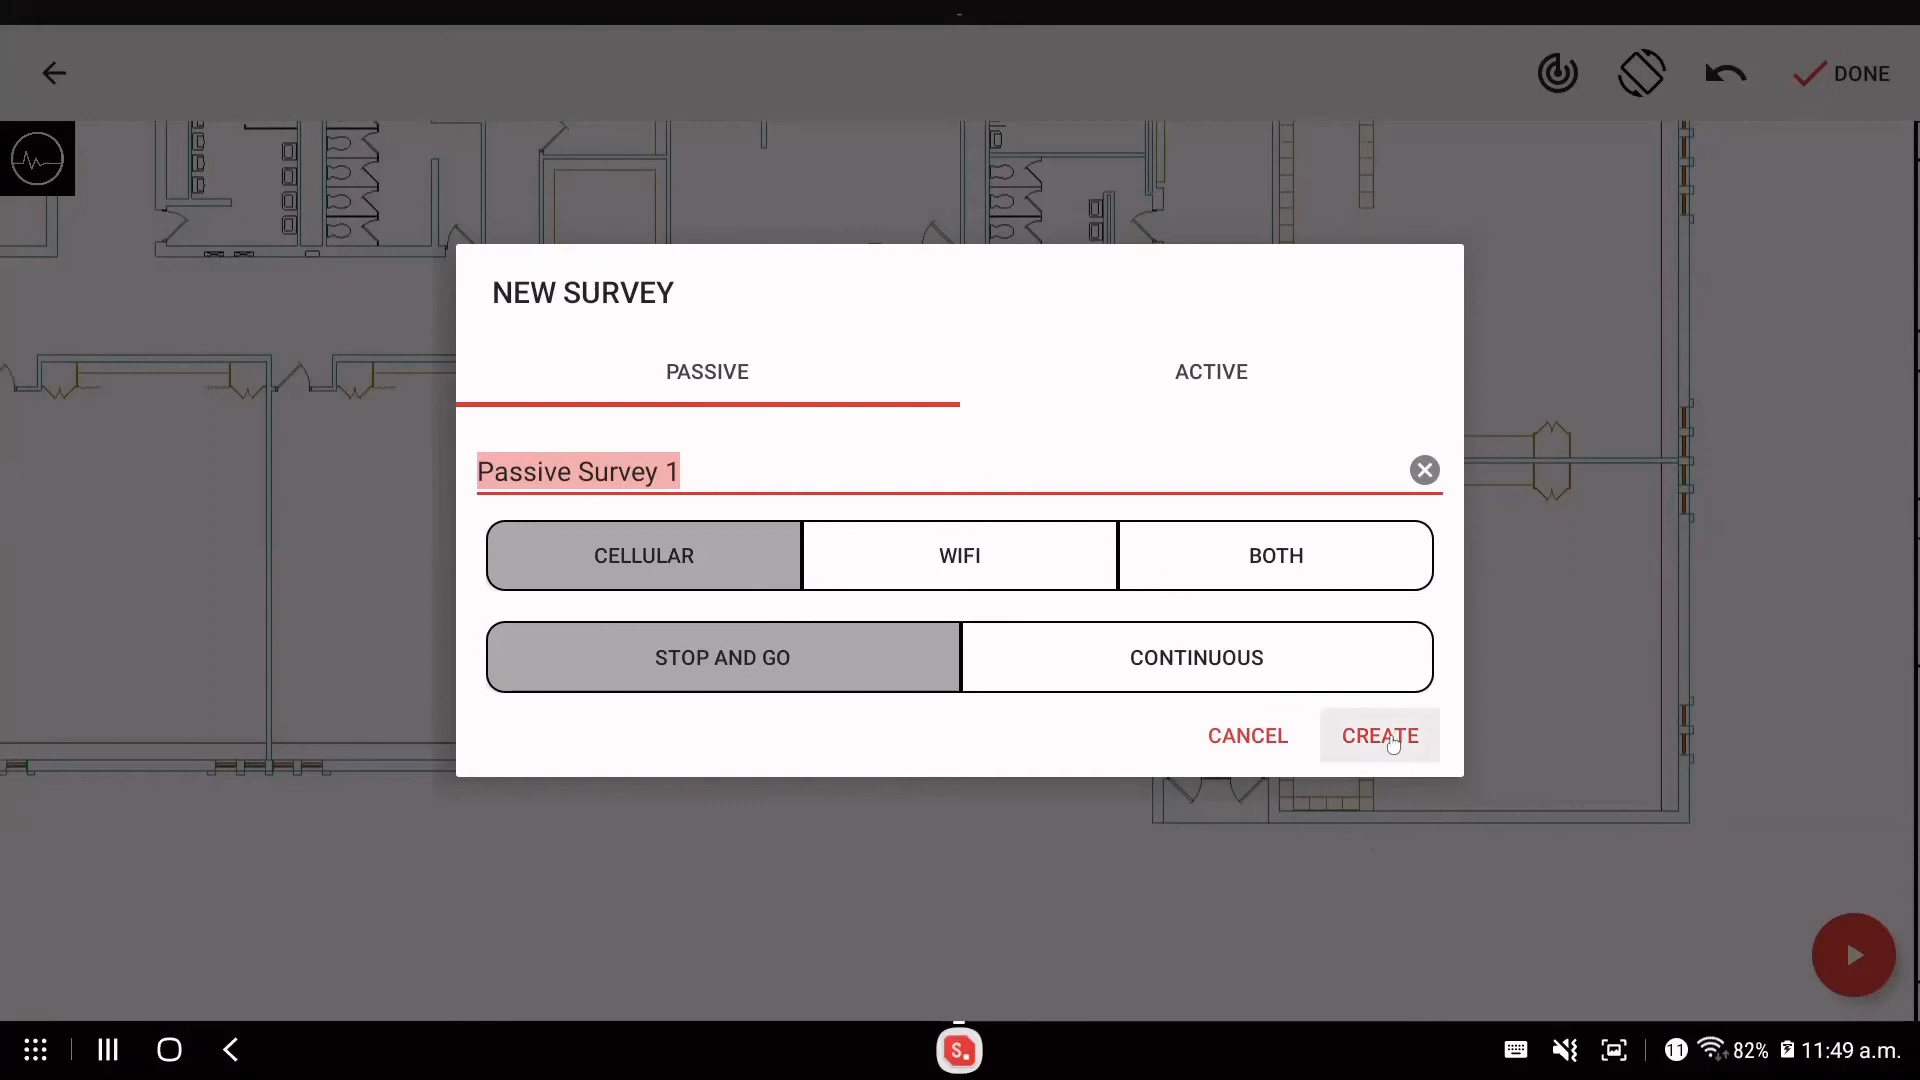 DONE
NEW SURVEY
PASSIVE
ACTIVE
Passive Survey 1
CELLULAR
WIFI
BOTH
STOP AND GO
CONTINUOUS
CANCEL
CREATE
S.
11
82%
11:49 a.m.